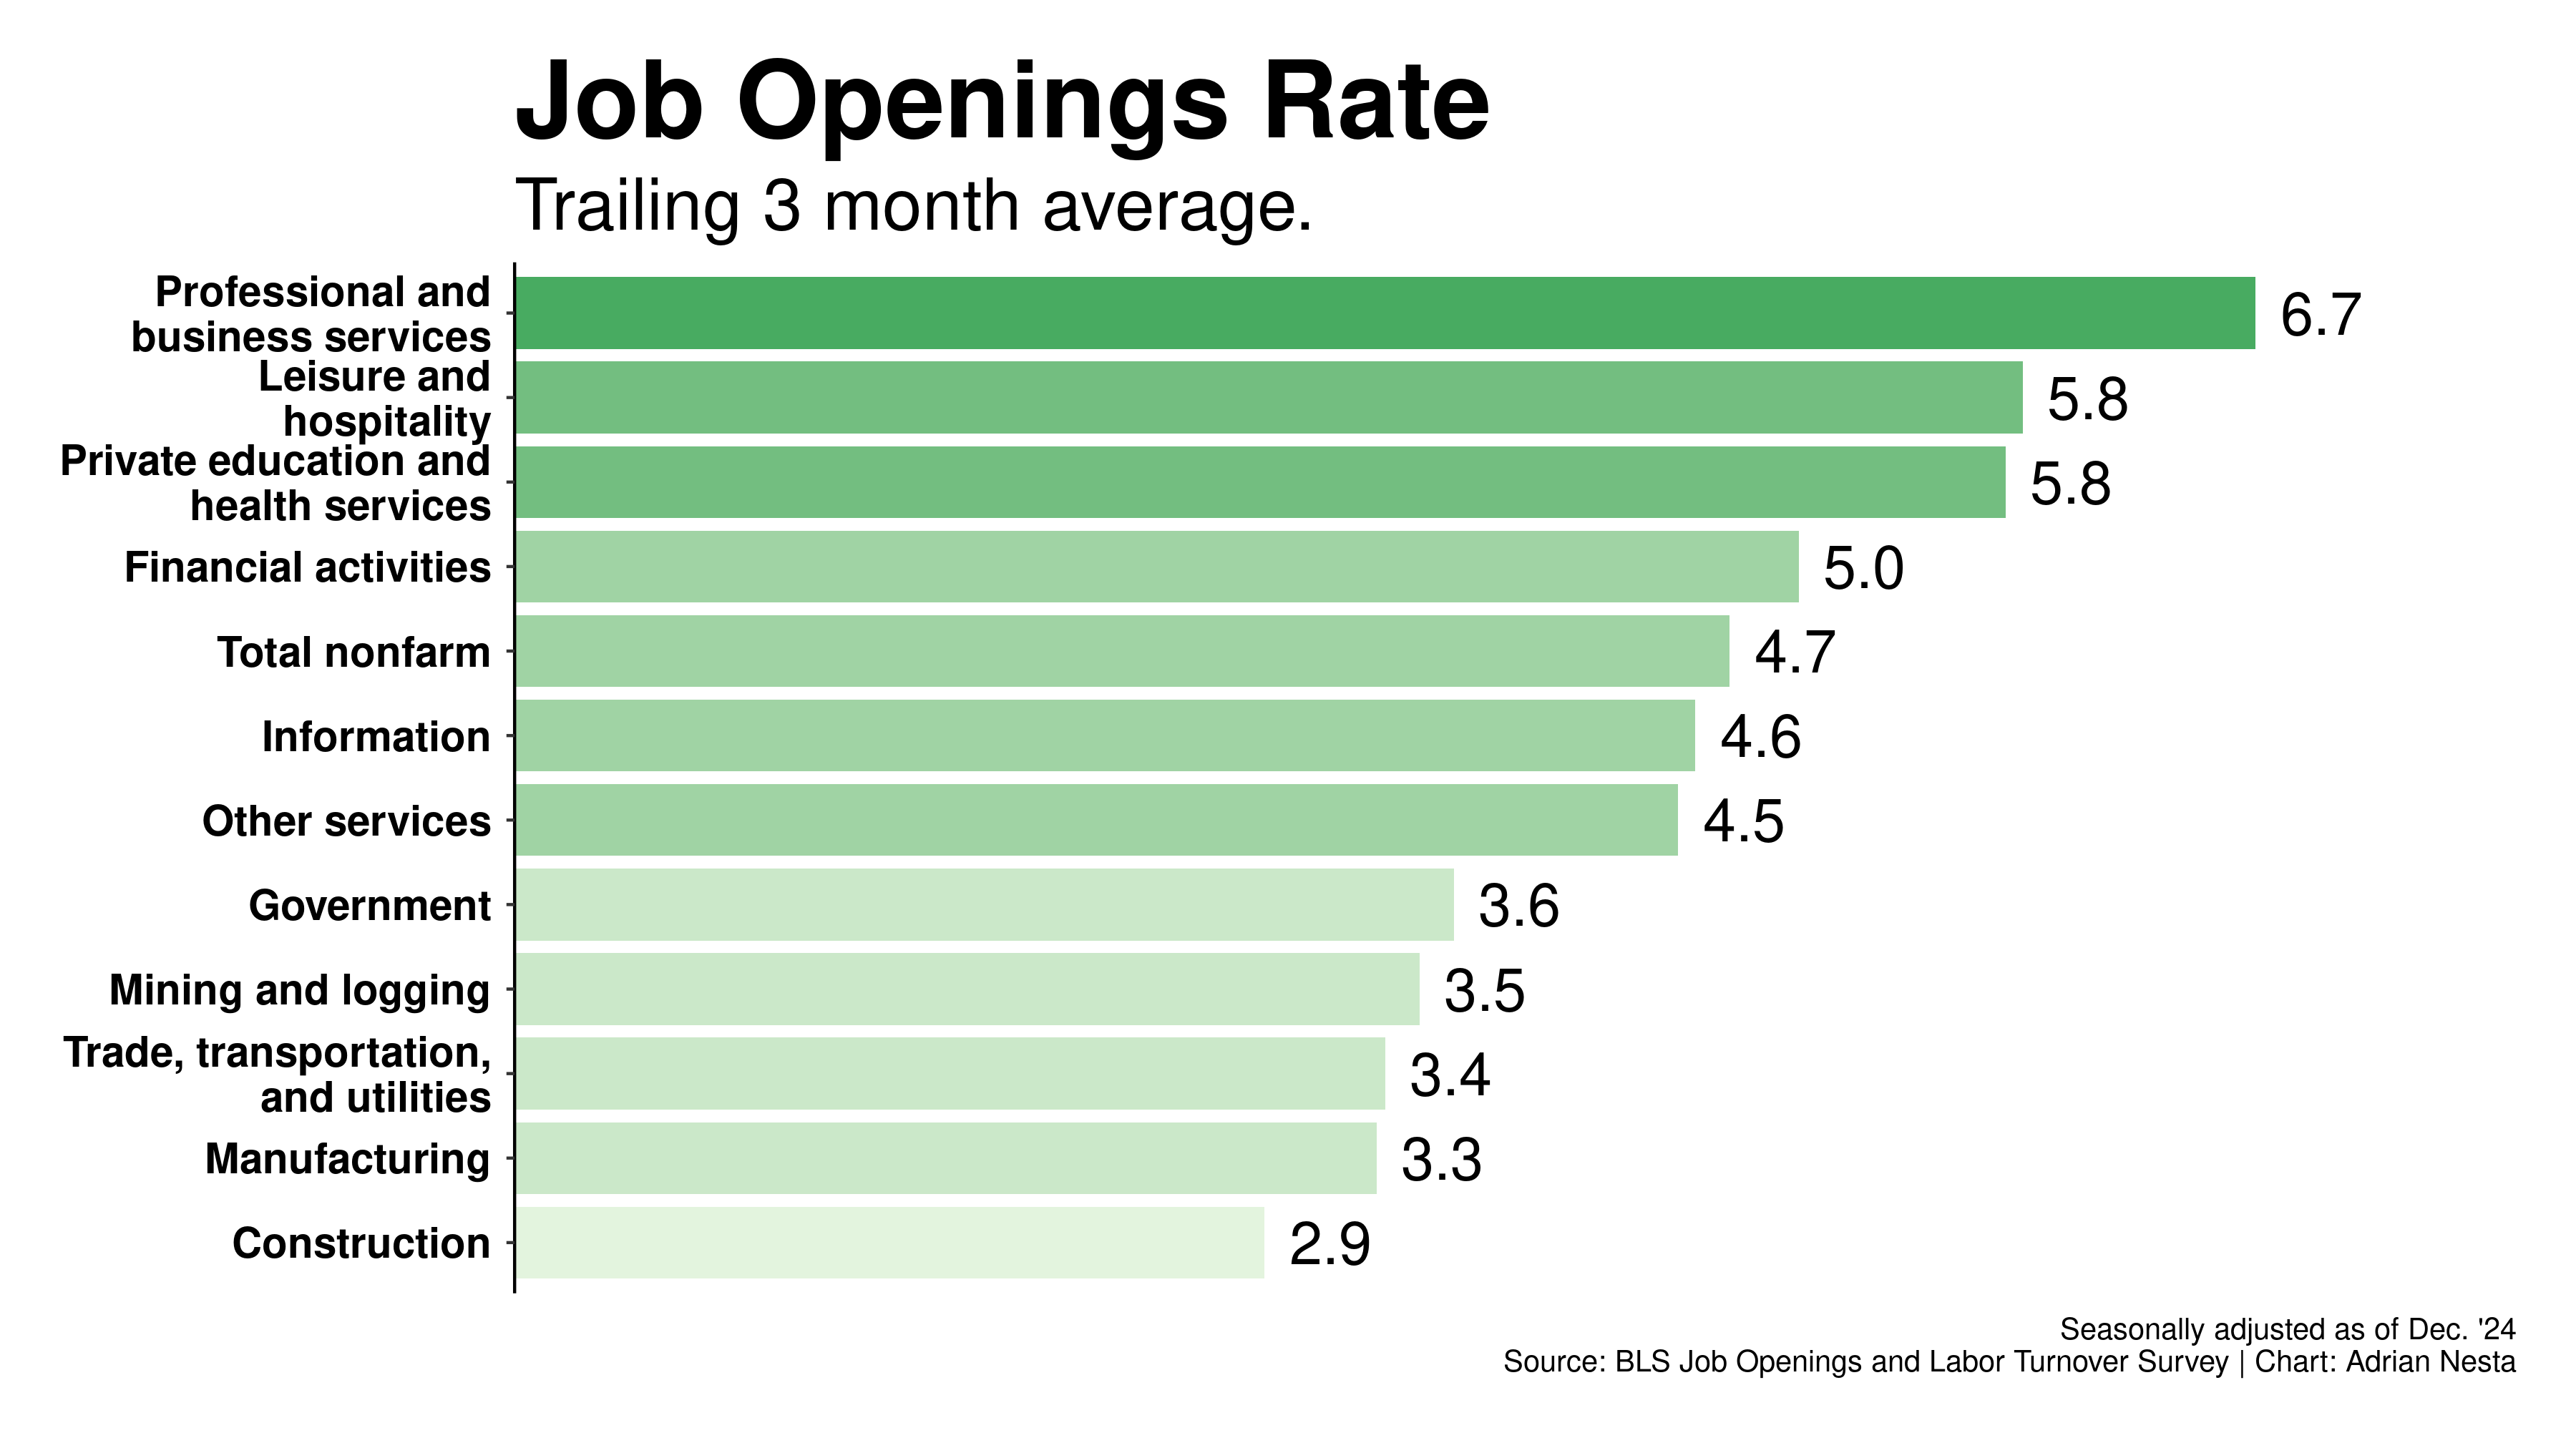 Job Openings Rate
Trailing 3 month average.
Professional and
business services
6.7
Leisure and
hospitality
5.8
Private education and
health services
5.8
Financial activities
5.0
Total nonfarm
4.7
Information
4.6
Other services
4.5
Government
3.6
Mining and logging
3.5
Trade, transportation,
and utilities
3.4
Manufacturing
3.3
Construction
2.9
Seasonally adjusted as of Dec. '24
Source: BLS Job Openings and Labor Turnover Survey | Chart: Adrian Nesta